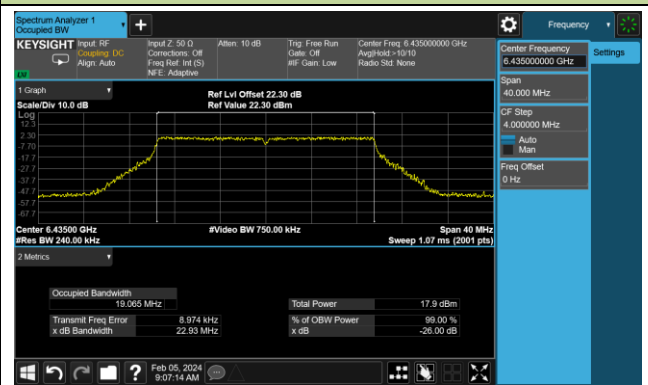 Spectrum Analyzer 1
Occupied BW
+
Frequency
KEYSIGHT
Input: RF
Coupling: DC
Align: Auto
Input Z: 50 Ω
Corrections: Off
Freq Ref: Int (S)
NFE: Adaptive
Atten: 10 dB
Trig: Free Run
Gate: Off
#IF Gain: Low
Center Freq: 6.435000000 GHz
Avg|Hold:>10/10
Radio Std: None
Center Frequency
6.435000000 GHz
Settings
Span
40.000 MHz
CF Step
4.000000 MHz
Auto
Man
Freq Offset
0 Hz
1 Graph
Ref Lvl Offset 22.30 dB
Scale/Div 10.0 dB
Ref Value 22.30 dBm
Log
12.3
2.30
-7.70
-17.7
-27.7
-37.7
-47.7
-57.7
-67.7
Center 6.43500 GHz
#Video BW 750.00 kHz
Span 40 MHz
#Res BW 240.00 kHz
Sweep 1.07 ms (2001 pts)
2 Metrics
Occupied Bandwidth
19.065 MHz
Total Power 17.9 dBm
Transmit Freq Error 8.974 kHz
% of OBW Power 99.00 %
x dB Bandwidth 22.93 MHz
x dB -26.00 dB
?
Feb 05, 2024
9:07:14 AM